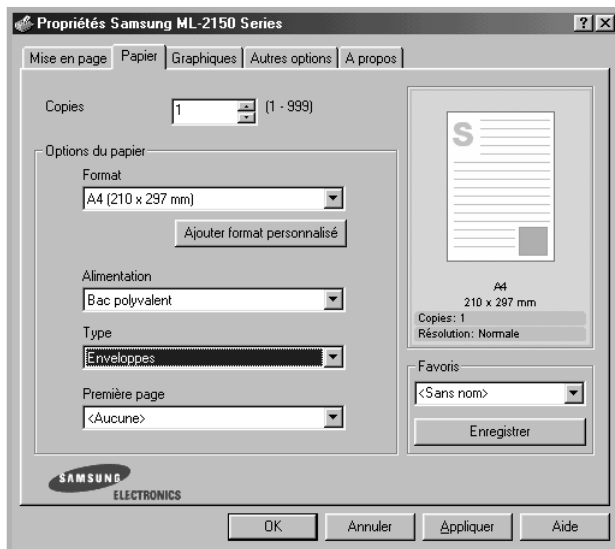 Propriétés Samsung ML-2150 Series
Mise en page Papier Graphiques Autres options A propos
Copies 1 (1 - 999)
Options du papier
Format
A4 (210 x 297 mm)
Ajouter format personnalisé
Alimentation
Bac polyvalent
Type
Enveloppes
Première page
<Aucune>
S
A4
210 x 297 mm
Copies: 1
Résolution: Normale
Favoris
<Sans nom>
Enregistrer
SAMSUNG
ELECTRONICS
OK Annuler Appliquer Aide